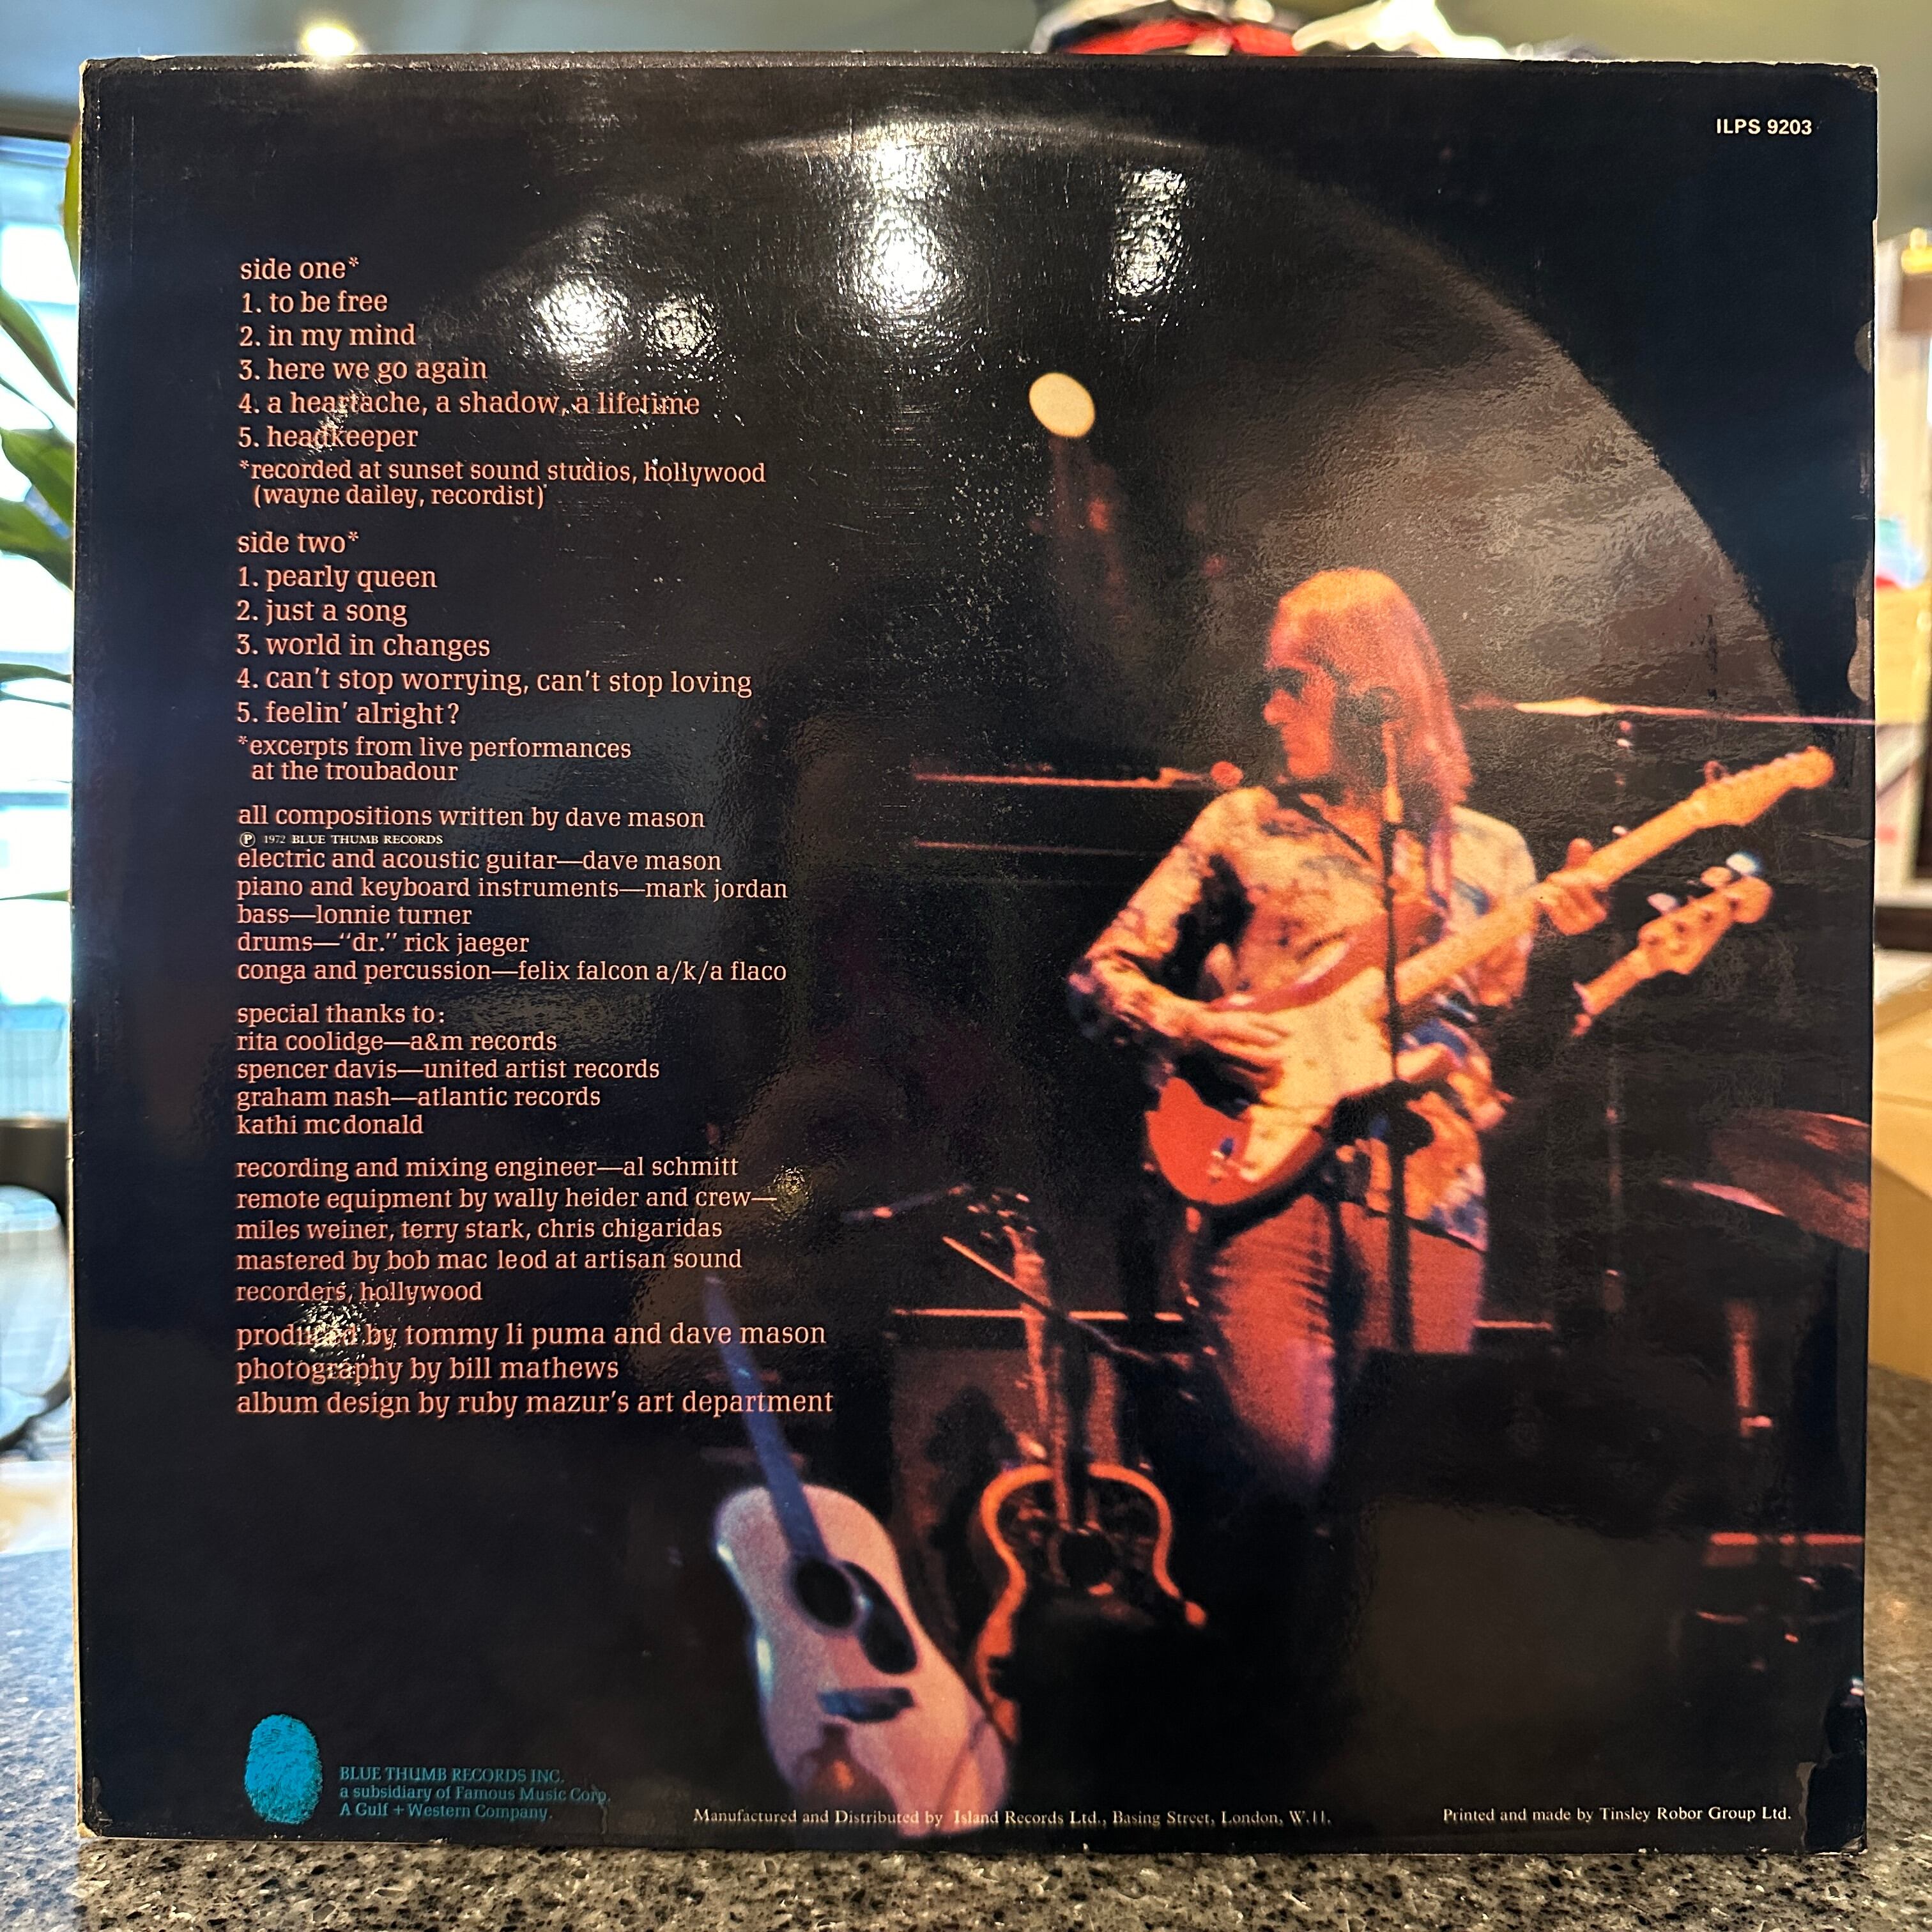 ILPS 9203
side one*
1. to be free
2. in my mind
3. here we go again
4. a heartache, a shadow, a lifetime
5. headkeeper
*recorded at sunset sound studios, hollywood
(wayne dailey, recordist)
side two*
1. pearly queen
2. just a song
3. world in changes
4. can't stop worrying, can't stop loving
5. feelin' alright?
*excerpts from live performances
at the troubadour
all compositions written by dave mason
Ⓟ 1972 BLUE THUMB RECORDS
electric and acoustic guitar—dave mason
piano and keyboard instruments—mark jordan
bass—lonnie turner
drums—"dr." rick jaeger
conga and percussion—felix falcon a/k/a flaco
special thanks to:
rita coolidge—a&m records
spencer davis—united artist records
graham nash—atlantic records
kathi mcdonald
recording and mixing engineer—al schmitt
remote equipment by wally heider and crew—
miles weiner, terry stark, chris chigaridas
mastered by bob mac leod at artisan sound
recorders, hollywood
produced by tommy li puma and dave mason
photography by bill mathews
album design by ruby mazur's art department
BLUE THUMB RECORDS INC.
a subsidiary of Famous Music Corp.
A Gulf + Western Company.
Manufactured and Distributed by Island Records Ltd., Basing Street, London, W.11.
Printed and made by Tinsley Robor Group Ltd.